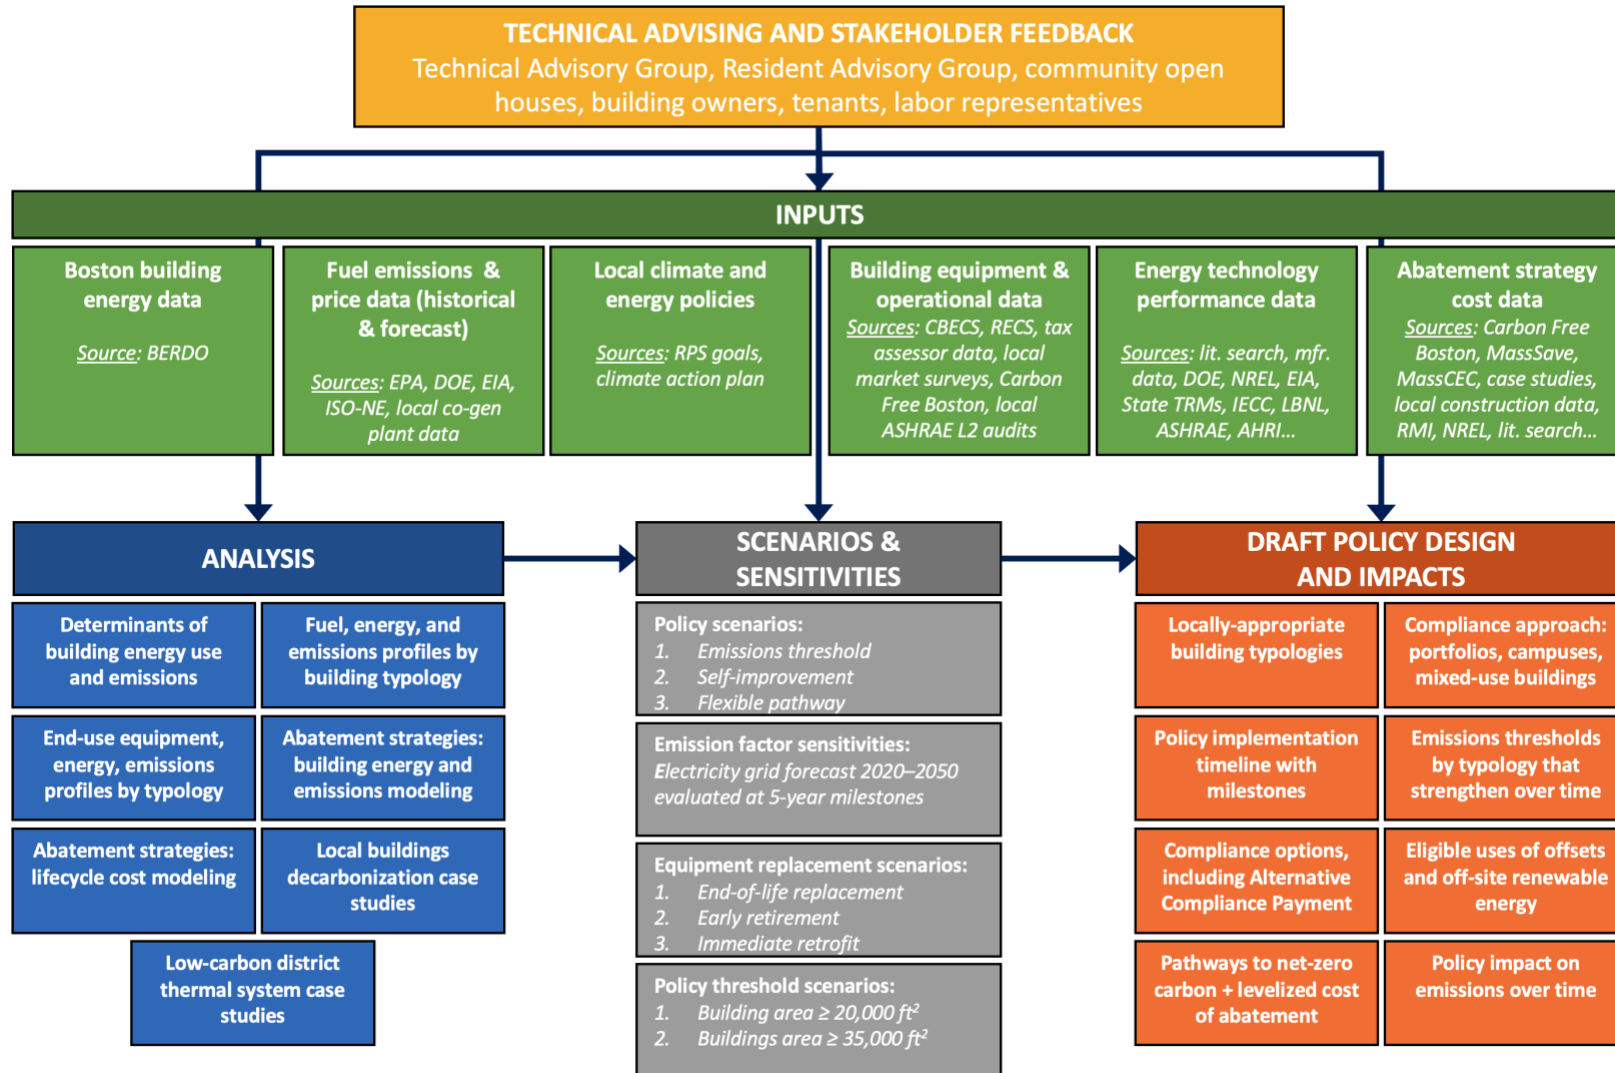 TECHNICAL ADVISING AND STAKEHOLDER FEEDBACK
Technical Advisory Group, Resident Advisory Group, community open
houses, building owners, tenants, labor representatives
INPUTS
Boston building
energy data
Source: BERDO
Fuel emissions & 
price data (historical
& forecast)
Sources: EPA, DOE, EIA,
ISO-NE, local co-gen
plant data
Local climate and
energy policies
Sources: RPS goals,
climate action plan
Building equipment &
operational data
Sources: CBECS, RECS, tax
assessor data, local
market surveys, Carbon
Free Boston, local
ASHRAE L2 audits
Energy technology
performance data
Sources: lit. search, mfr.
data, DOE, NREL, EIA,
State TRMs, IECC, LBNL,
ASHRAE, AHRI...
Abatement strategy
cost data
Sources: Carbon Free
Boston, MassSave,
MassCEC, case studies,
local construction data,
RMI, NREL, lit. search...
ANALYSIS
Determinants of
building energy use
and emissions
Fuel, energy, and
emissions profiles by
building typology
End-use equipment,
energy, emissions
profiles by typology
Abatement strategies:
building energy and
emissions modeling
Abatement strategies:
lifecycle cost modeling
Local buildings
decarbonization case
studies
Low-carbon district
thermal system case
studies
SCENARIOS &
SENSITIVITIES
Policy scenarios:
1. Emissions threshold
2. Self-improvement
3. Flexible pathway
Emission factor sensitivities:
Electricity grid forecast 2020–2050
evaluated at 5-year milestones
Equipment replacement scenarios:
1. End-of-life replacement
2. Early retirement
3. Immediate retrofit
Policy threshold scenarios:
1. Building area ≥ 20,000 ft²
2. Buildings area ≥ 35,000 ft²
DRAFT POLICY DESIGN
AND IMPACTS
Locally-appropriate
building typologies
Compliance approach:
portfolios, campuses,
mixed-use buildings
Policy implementation
timeline with
milestones
Emissions thresholds
by typology that
strengthen over time
Compliance options,
including Alternative
Compliance Payment
Eligible uses of offsets
and off-site renewable
energy
Pathways to net-zero
carbon + levelized cost
of abatement
Policy impact on
emissions over time